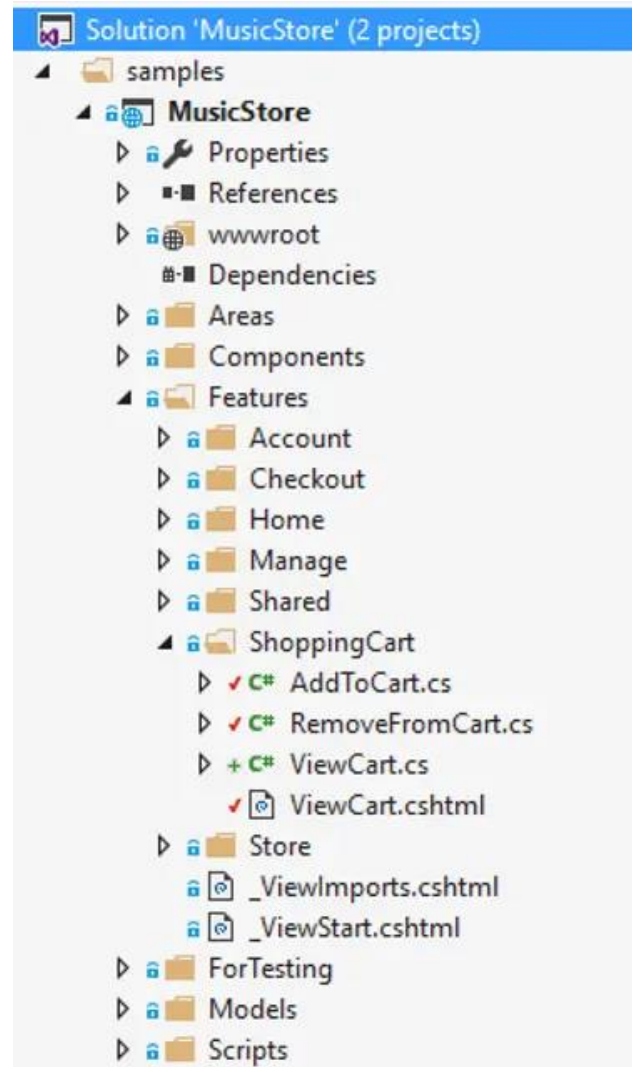 Solution 'MusicStore' (2 projects)
samples
MusicStore
Properties
References
wwwroot
Dependencies
Areas
Components
Features
Account
Checkout
Home
Manage
Shared
ShoppingCart
C# AddToCart.cs
C# RemoveFromCart.cs
+ C# ViewCart.cs
ViewCart.cshtml
Store
_ViewImports.cshtml
_ViewStart.cshtml
ForTesting
Models
Scripts